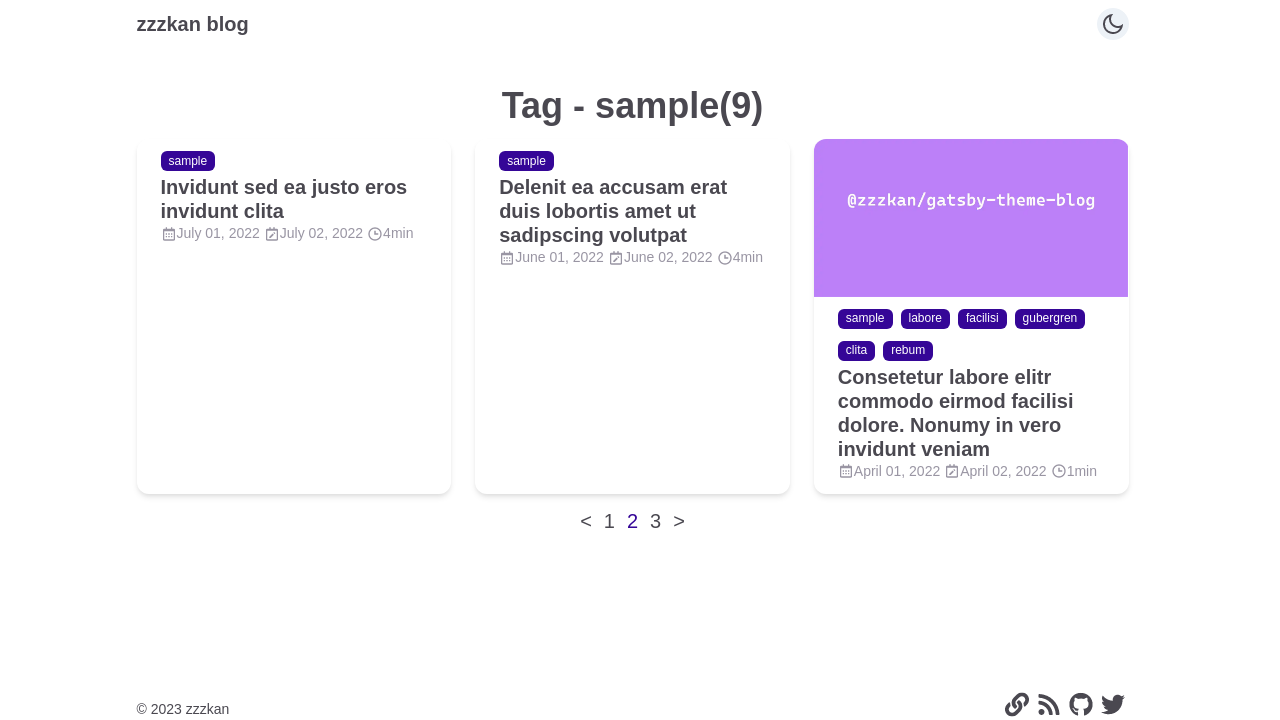 zzzkan blog
Tag - sample(9)
sample
Invidunt sed ea justo eros
invidunt clita
July 01, 2022 July 02, 2022 4min
sample
Delenit ea accusam erat
duis lobortis amet ut
sadipscing volutpat
June 01, 2022 June 02, 2022 4min
@zzzkan/gatsby-theme-blog
sample labore facilisi gubergren
clita rebum
Consetetur labore elitr
commodo eirmod facilisi
dolore. Nonumy in vero
invidunt veniam
April 01, 2022 April 02, 2022 1min
< 1 2 3 >
© 2023 zzzkan